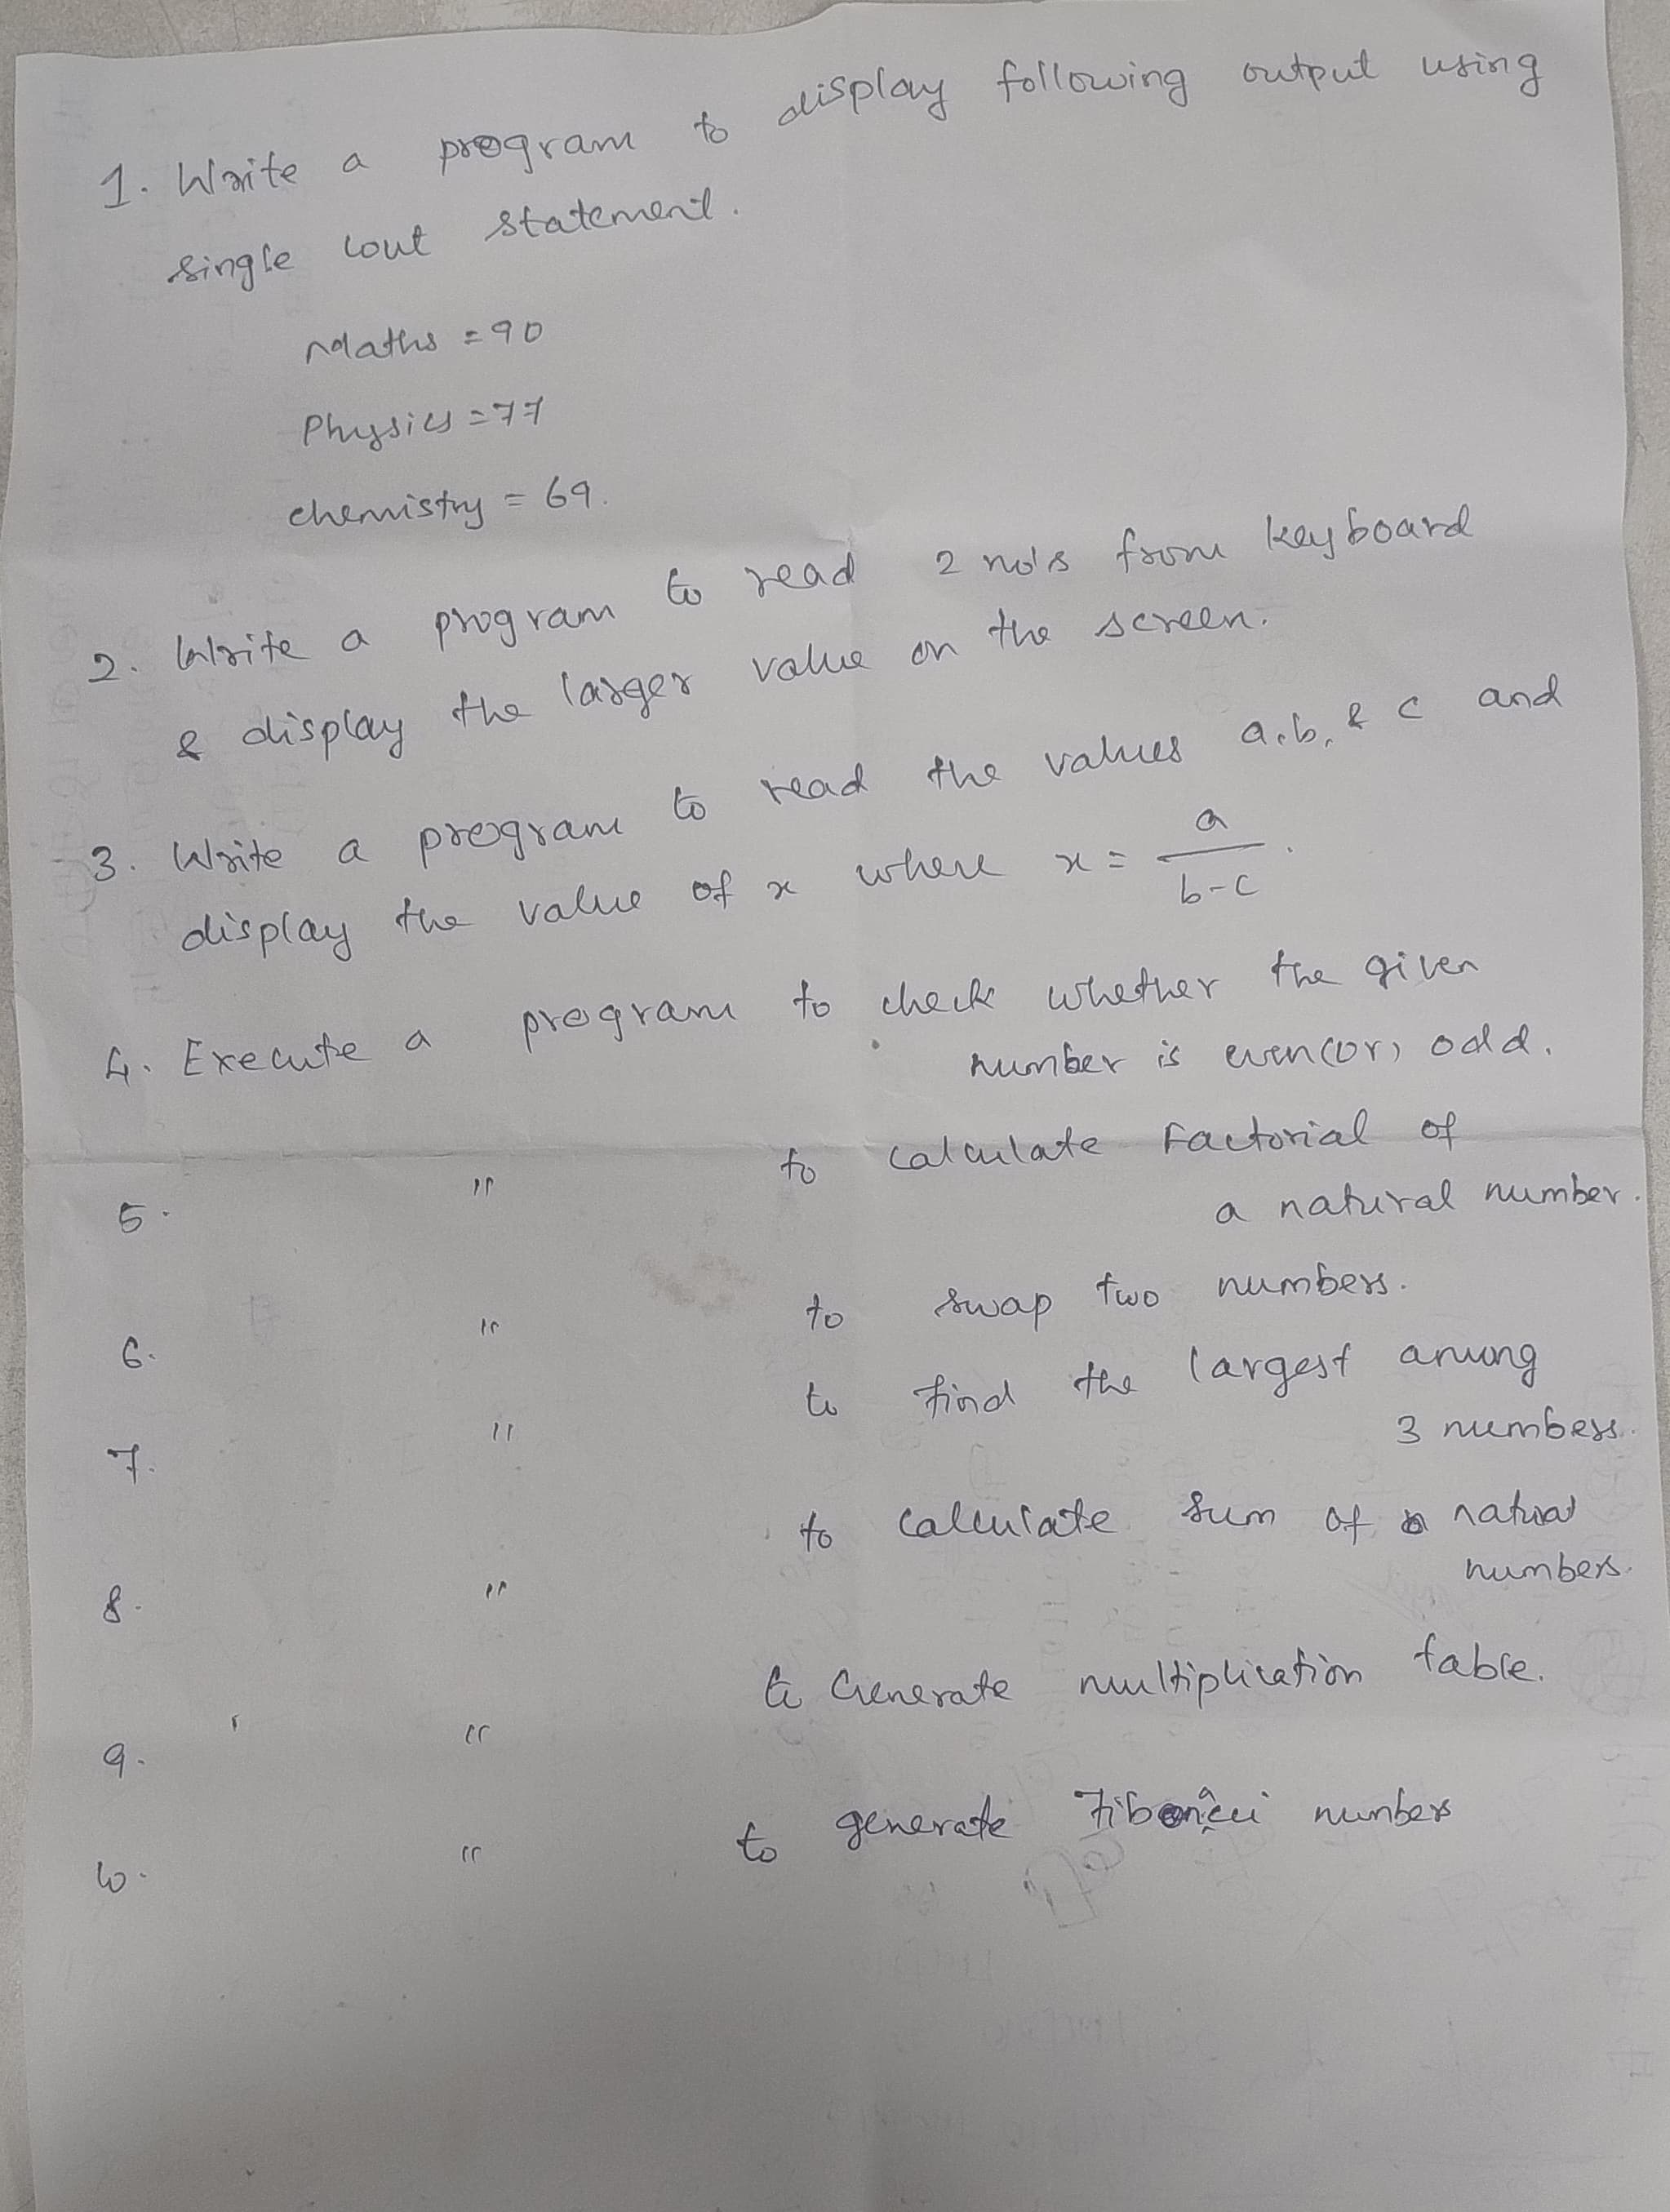 1. Write a program to display following output using
single cout statement.
Maths = 90
Physics = 77
chemistry = 69.
2. Write a program to read 2 no's from keyboard
& display the larger value on the screen.
3. Write a program to read the values a,b, & c and
display the value of x where x = a
b-c .
4. Execute a program to check whether the given
number is even(or) odd.
5. " to calculate Factorial of
a natural number.
6. " to swap two numbers.
7. " to find the largest among
3 numbers.
8. " to calculate sum of natural
numbers.
9. " to Generate multiplication table.
10. " to generate numbers